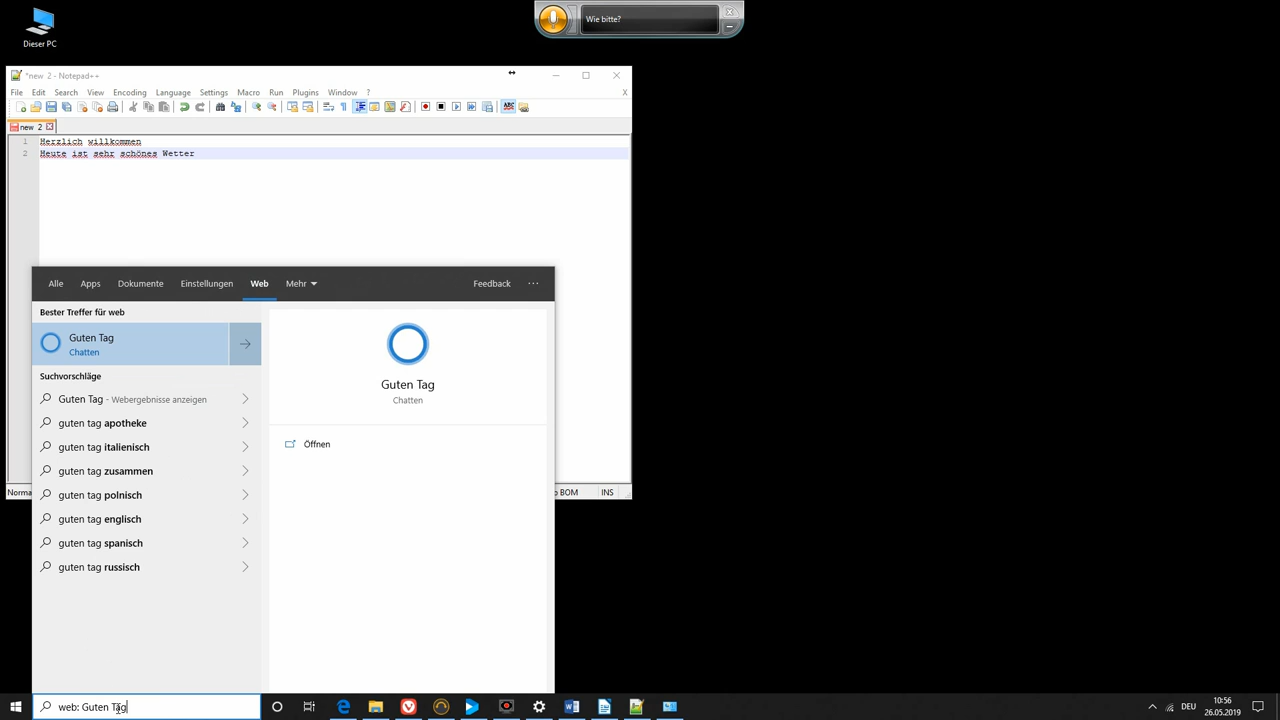 Wie bitte?
Dieser PC
*new 2 - Notepad++
File Edit Search View Encoding Language Settings Macro Run Plugins Window ? X
new 2
1 Herzlich willkommen
2 Heute ist sehr schönes Wetter
Alle Apps Dokumente Einstellungen Web Mehr Feedback ...
Bester Treffer für web
Guten Tag
Chatten
Suchvorschläge
Guten Tag - Webergebnisse anzeigen
guten tag apotheke
guten tag italienisch
guten tag zusammen
guten tag polnisch
guten tag englisch
guten tag spanisch
guten tag russisch
Guten Tag
Chatten
Öffnen
BOM INS
web: Guten Tag
DEU
10:56
26.05.2019